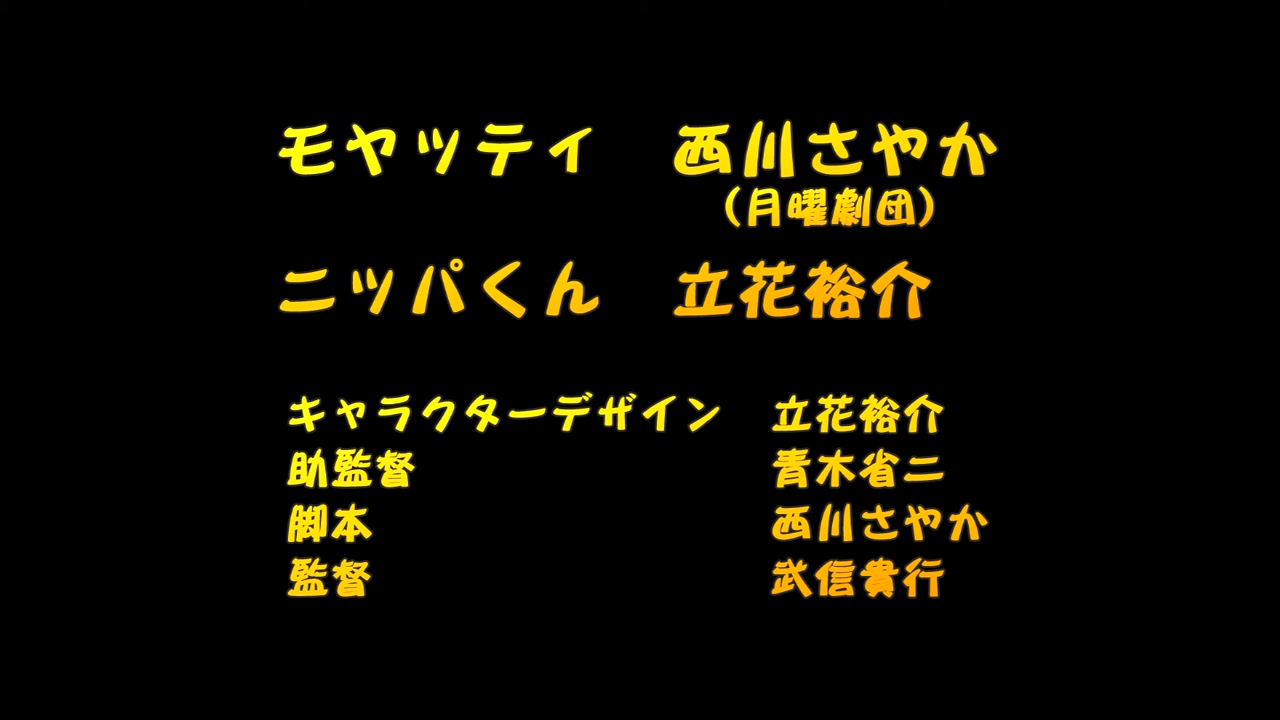 モヤッティ　西川さやか
（月曜劇団）
ニッパくん　立花裕介
キャラクターデザイン　立花裕介
助監督　青木省二
脚本　西川さやか
監督　武信貴行